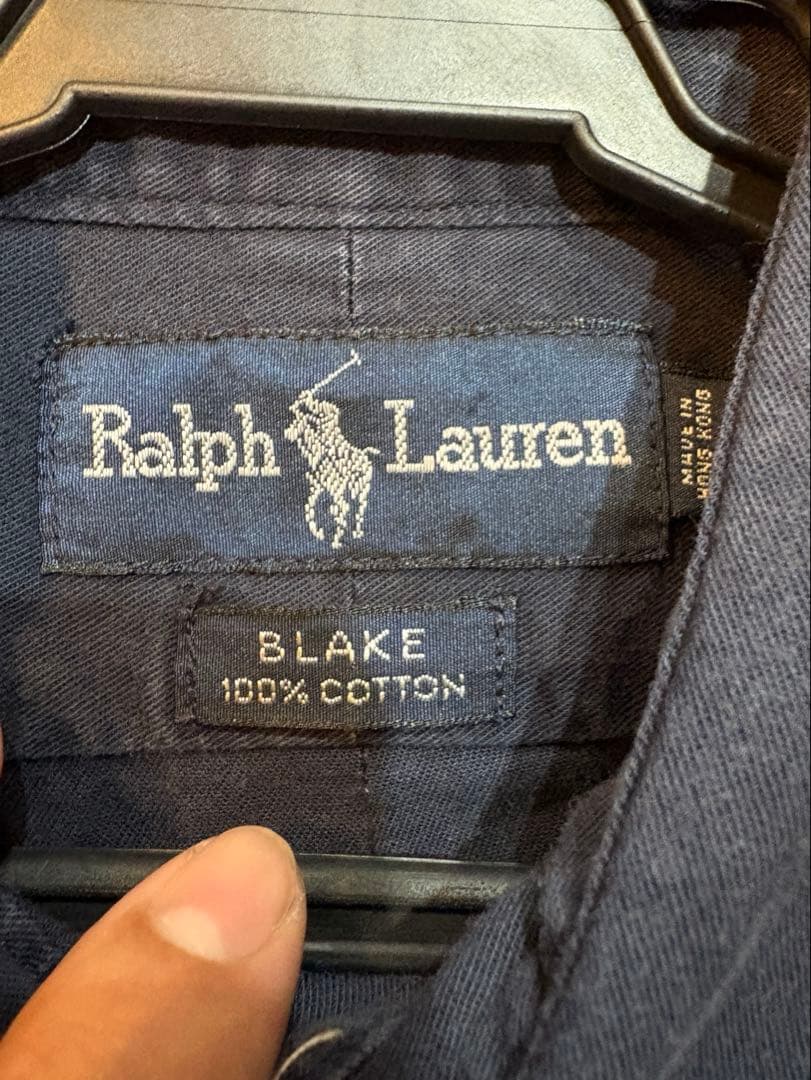 Ralph Lauren
MADE IN
HONG KONG
BLAKE
100% COTTON